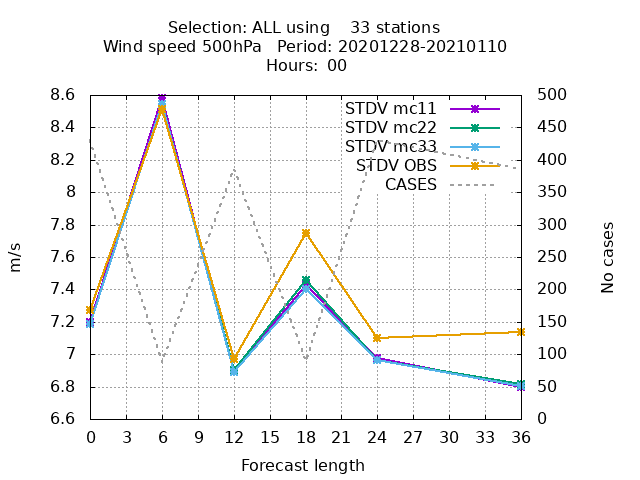 Selection: ALL using 33 stations
Wind speed 500hPa Period: 20201228-20210110
Hours: 00
8.6
8.4
8.2
8
7.8
7.6
7.4
7.2
7
6.8
6.6
m/s
STDV mc11
STDV mc22
STDV mc33
STDV OBS
CASES
500
450
400
350
300
250
200
150
100
50
0
No cases
0 3 6 9 12 15 18 21 24 27 30 33 36
Forecast length